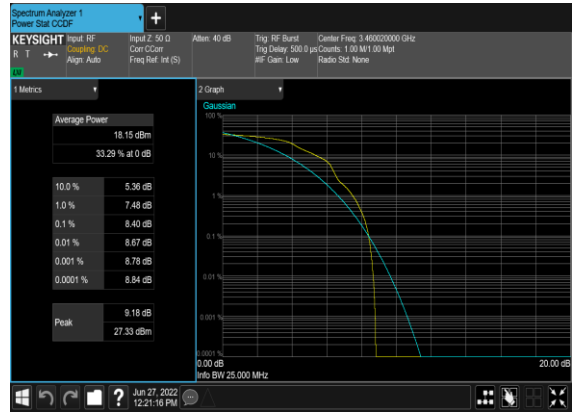 Spectrum Analyzer 1
Power Stat CCDF
KEYSIGHT
R T
Input: RF
Coupling: DC
Align: Auto
Input Z: 50 Ω
Corr CCorr
Freq Ref: Int (S)
Atten: 40 dB
Trig: RF Burst
Trig Delay: 500.0 µs
#IF Gain: Low
Center Freq: 3.460020000 GHz
Counts: 1.00 M/1.00 Mpt
Radio Std: None
1 Metrics
Average Power
18.15 dBm
33.29 % at 0 dB
10.0 % 5.36 dB
1.0 % 7.48 dB
0.1 % 8.40 dB
0.01 % 8.67 dB
0.001 % 8.78 dB
0.0001 % 8.84 dB
Peak 9.18 dB
27.33 dBm
2 Graph
Gaussian
100 %
10 %
1 %
0.1 %
0.01 %
0.001 %
0.0001 %
0.00 dB 20.00 dB
Info BW 25.000 MHz
?
Jun 27, 2022
12:21:16 PM